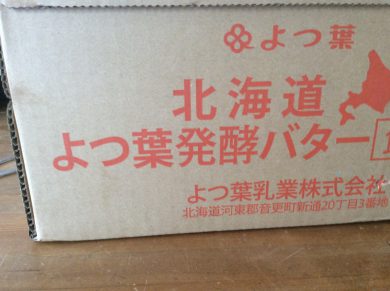 よつ葉
北海道
よつ葉発酵バター
よつ葉乳業株式会社
北海道河東郡音更町新通20丁目3番地